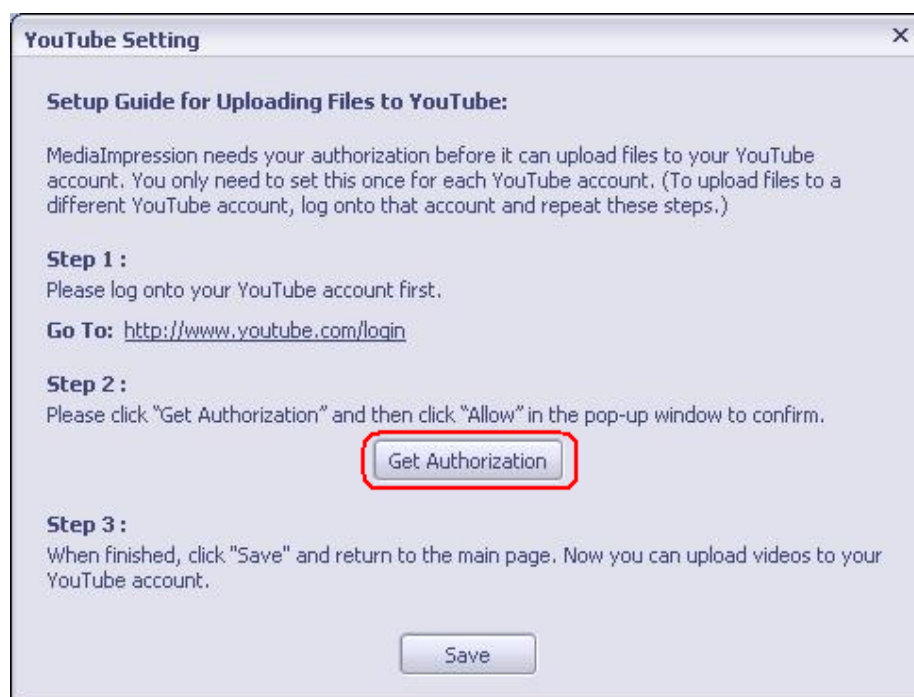 YouTube Setting
Setup Guide for Uploading Files to YouTube:
MediaImpression needs your authorization before it can upload files to your YouTube
account. You only need to set this once for each YouTube account. (To upload files to a
different YouTube account, log onto that account and repeat these steps.)
Step 1 :
Please log onto your YouTube account first.
Go To: http://www.youtube.com/login
Step 2 :
Please click “Get Authorization” and then click “Allow” in the pop-up window to confirm.
Get Authorization
Step 3 :
When finished, click "Save" and return to the main page. Now you can upload videos to your
YouTube account.
Save